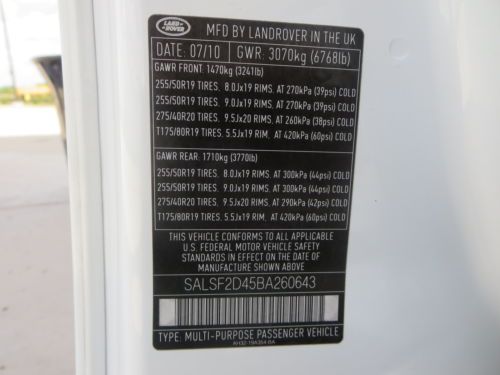 LAND
ROVER
MFD BY LANDROVER IN THE UK
DATE: 07/10 GWR: 3070kg (6768lb)
GAWR FRONT: 1470kg (3241lb)
255/50R19 TIRES, 8.0Jx19 RIMS, AT 270kPa (39psi) COLD
255/50R19 TIRES, 9.0Jx19 RIMS, AT 270kPa (39psi) COLD
275/40R20 TIRES, 9.5Jx20 RIMS, AT 260kPa (38psi) COLD
T175/80R19 TIRES, 5.5Jx19 RIM, AT 420kPa (60psi) COLD
GAWR REAR: 1710kg (3770lb)
255/50R19 TIRES, 8.0Jx19 RIMS, AT 300kPa (44psi) COLD
255/50R19 TIRES, 9.0Jx19 RIMS, AT 300kPa (44psi) COLD
275/40R20 TIRES, 9.5Jx20 RIMS, AT 290kPa (42psi) COLD
T175/80R19 TIRES, 5.5Jx19 RIM, AT 420kPa (60psi) COLD
THIS VEHICLE CONFORMS TO ALL APPLICABLE
U.S. FEDERAL MOTOR VEHICLE SAFETY
STANDARDS IN EFFECT ON THE DATE OF
MANUFACTURE SHOWN ABOVE
SALSF2D45BA260643
TYPE: MULTI-PURPOSE PASSENGER VEHICLE
AH32-19A354-BA